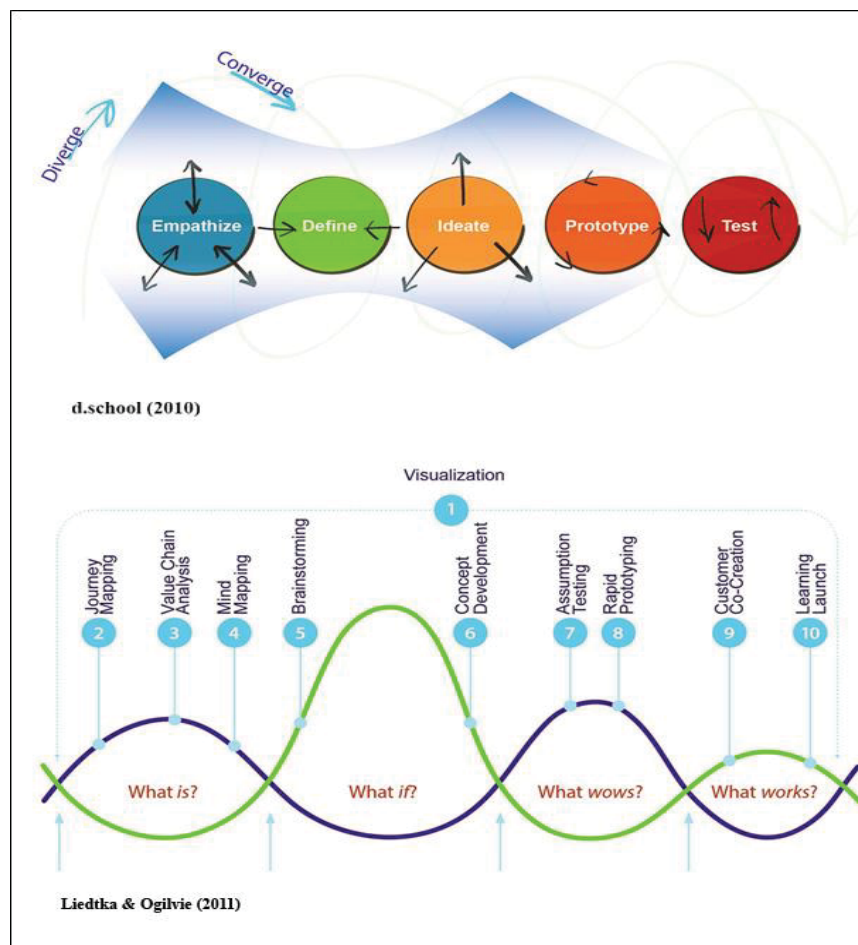 Diverge
Converge
Empathize
Define
Ideate
Prototype
Test
d.school (2010)
Visualization
1
Journey
Mapping
2
Value Chain
Analysis
3
Mind
Mapping
4
Brainstorming
5
Concept
Development
6
Assumption
Testing
7
Rapid
Prototyping
8
Customer
Co-Creation
9
Learning
Launch
10
What is?
What if?
What wows?
What works?
Liedtka & Ogilvie (2011)